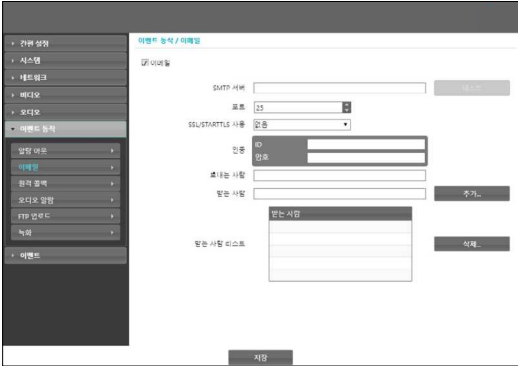 간편 설정
시스템
네트워크
비디오
오디오
이벤트 동작
알람 아웃
이메일
원격 콜백
오디오 알람
FTP 업로드
녹화
이벤트
이벤트 동작 / 이메일
이메일
SMTP 서버
테스트
포트 25
SSL/STARTTLS 사용 없음
인증 ID
암호
보내는 사람
받는 사람 추가...
받는 사람
받는 사람 리스트 삭제...
저장